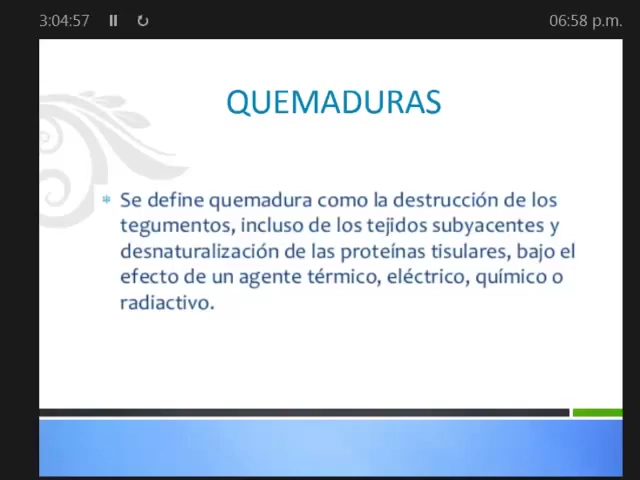 3:04:57 06:58 p.m.
QUEMADURAS
* Se define quemadura como la destrucción de los
tegumentos, incluso de los tejidos subyacentes y
desnaturalización de las proteínas tisulares, bajo el
efecto de un agente térmico, eléctrico, químico o
radiactivo.